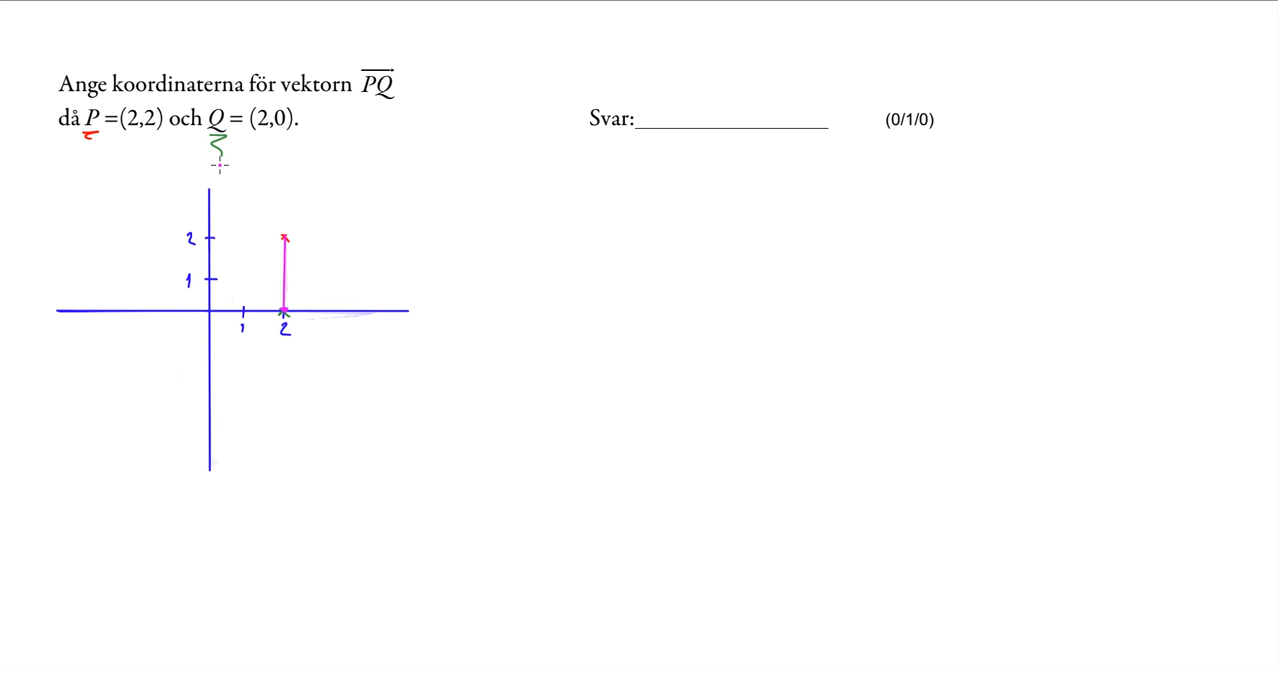 Ange koordinaterna för vektorn PQ
då P =(2,2) och Q = (2,0).
Svar:
(0/1/0)
2
1
1
2